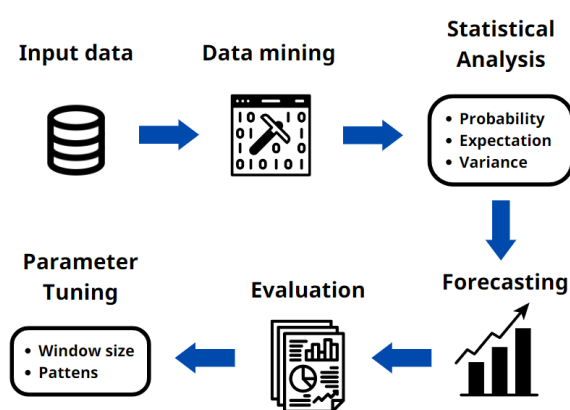 Input data
Data mining
Statistical
Analysis
• Probability
• Expectation
• Variance
Forecasting
Evaluation
Parameter
Tuning
• Window size
• Pattens